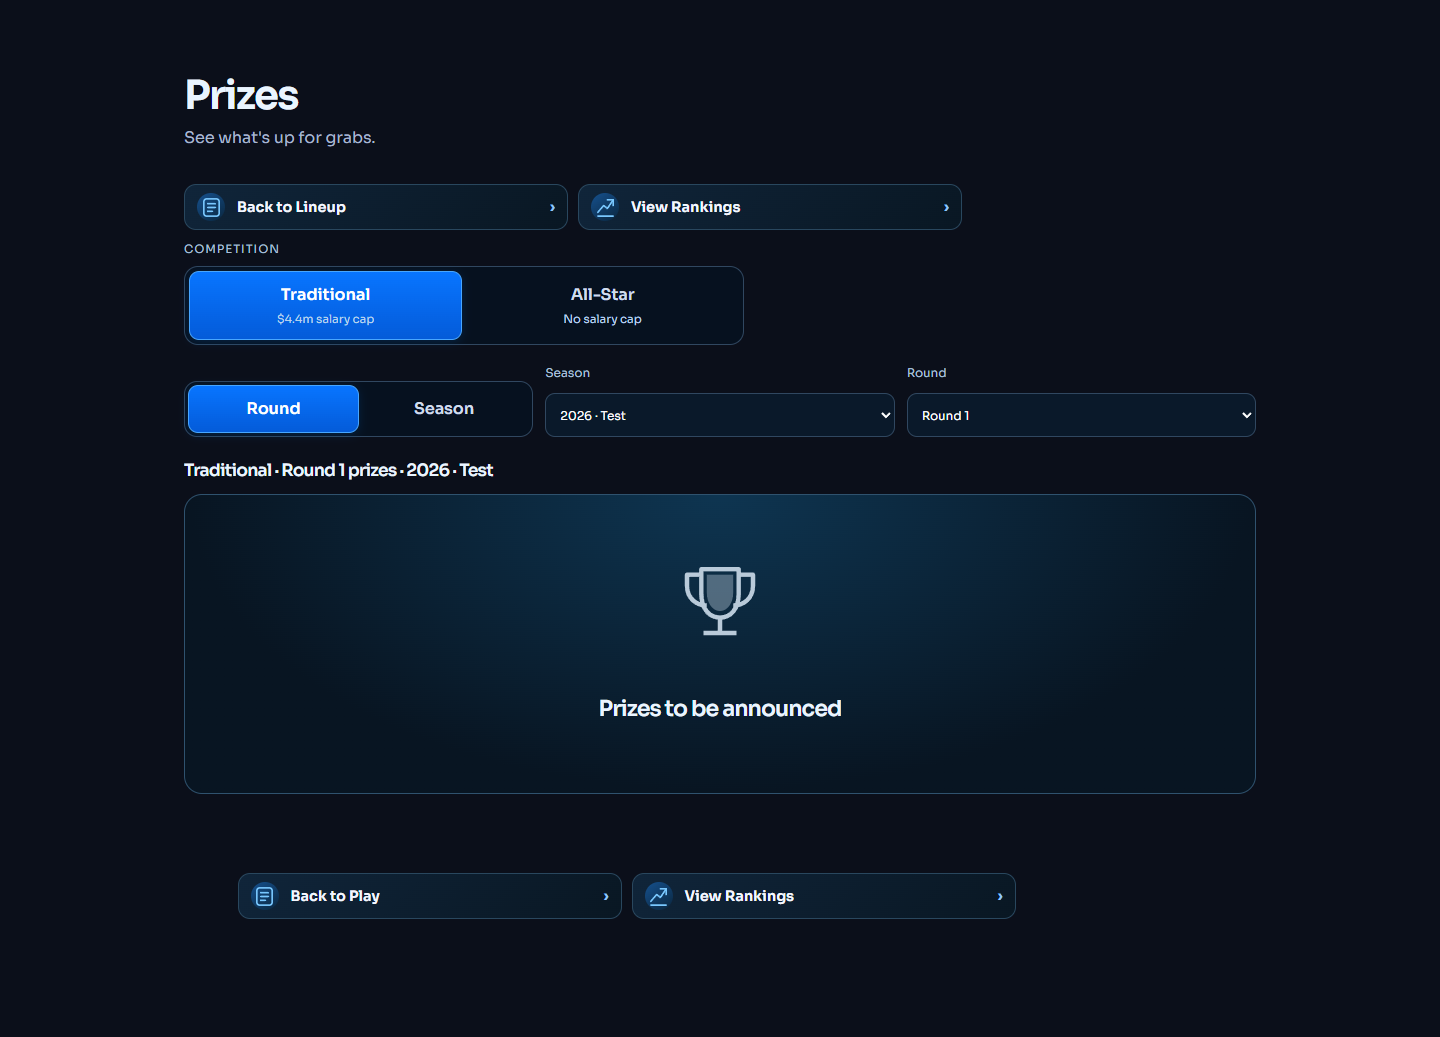 Prizes
See what's up for grabs.
Back to Lineup ›
View Rankings ›
COMPETITION
Traditional
$4.4m salary cap
All-Star
No salary cap
Round
Season
Season
2026 · Test
Round
Round 1
Traditional · Round 1 prizes · 2026 · Test
Prizes to be announced
Back to Play ›
View Rankings ›